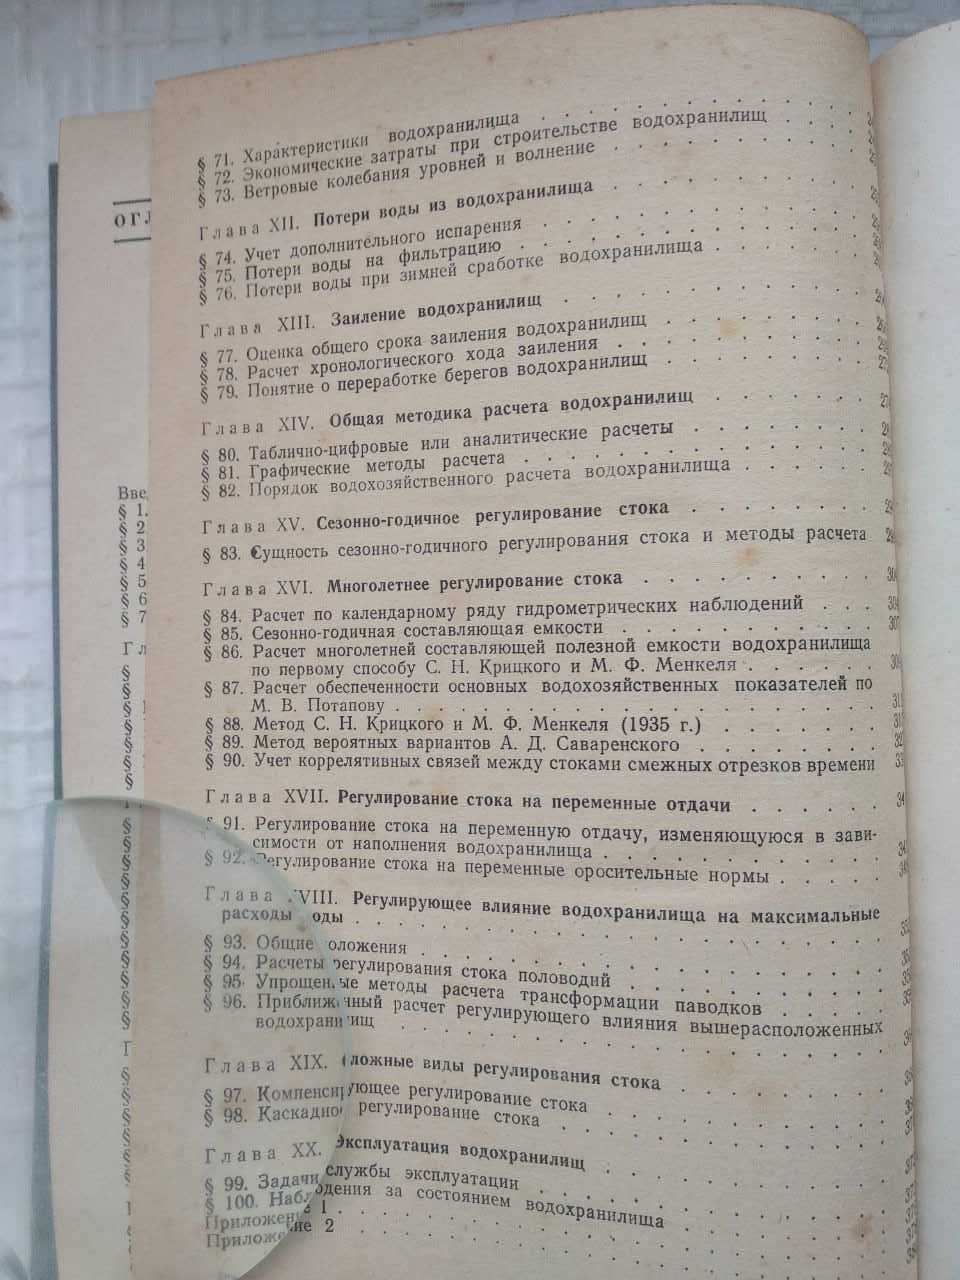 ОГЛ
§ 71. Характеристики водохранилища
§ 72. Экономические затраты при строительстве водохранилищ
§ 73. Ветровые колебания уровней и волнение
Глава XII. Потери воды из водохранилища
§ 74. Учет дополнительного испарения
§ 75. Потери воды на фильтрацию
§ 76. Потери воды при зимней сработке водохранилища
Глава XIII. Заиление водохранилищ
§ 77. Оценка общего срока заиления водохранилищ
§ 78. Расчет хронологического хода заиления
§ 79. Понятие о переработке берегов водохранилищ
Глава XIV. Общая методика расчета водохранилищ
§ 80. Таблично-цифровые или аналитические расчеты
§ 81. Графические методы расчета
§ 82. Порядок водохозяйственного расчета водохранилища
Глава XV. Сезонно-годичное регулирование стока
§ 83. Сущность сезонно-годичного регулирования стока и методы расчета
Глава XVI. Многолетнее регулирование стока
§ 84. Расчет по календарному ряду гидрометрических наблюдений
§ 85. Сезонно-годичная составляющая емкости
§ 86. Расчет многолетней составляющей полезной емкости водохранилища
по первому способу С. Н. Крицкого и М. Ф. Менкеля
§ 87. Расчет обеспеченности основных водохозяйственных показателей по
М. В. Потапову
§ 88. Метод С. Н. Крицкого и М. Ф. Менкеля (1935 г.)
§ 89. Метод вероятных вариантов А. Д. Саваренского
§ 90. Учет коррелятивных связей между стоками смежных отрезков времени
Глава XVII. Регулирование стока на переменные отдачи
§ 91. Регулирование стока на переменную отдачу, изменяющуюся в зави-
симости от наполнения водохранилища
§ 92. Регулирование стока на переменные оросительные нормы
Глава XVIII. Регулирующее влияние водохранилища на максимальные
расходы воды
§ 93. Общие положения
§ 94. Расчеты регулирования стока половодий
§ 95. Упрощенные методы расчета трансформации паводков
§ 96. Приближенный расчет регулирующего влияния вышерасположенных
водохранилищ
Глава XIX. Сложные виды регулирования стока
§ 97. Компенсирующее регулирование стока
§ 98. Каскадное регулирование стока
Глава XX. Эксплуатация водохранилищ
§ 99. Задачи службы эксплуатации
§ 100. Наблюдения за состоянием водохранилища
Приложение 1
Приложение 2
Вве
§ 1.
§ 2
§ 3
§ 4
§ 5
§ 6
§ 7